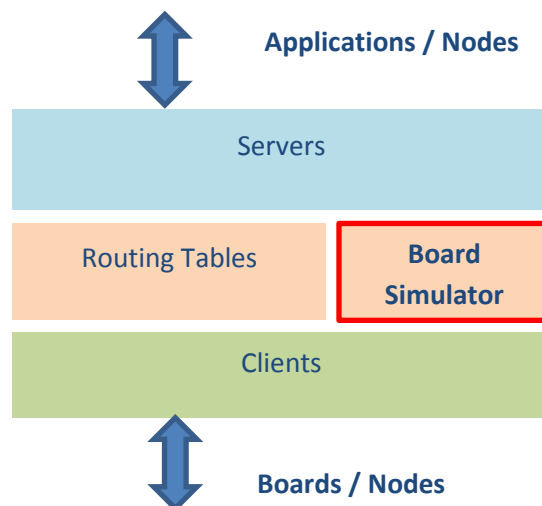 Applications / Nodes
Servers
Routing Tables
Board
Simulator
Clients
Boards / Nodes